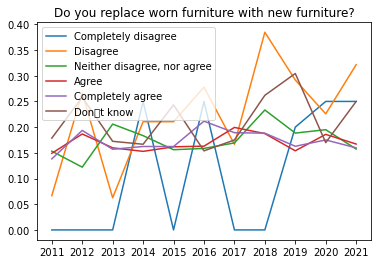 Do you replace worn furniture with new furniture?
0.40
0.35
0.30
0.25
0.20
0.15
0.10
0.05
0.00
Completely disagree
Disagree
Neither disagree, nor agree
Agree
Completely agree
Don▯t know
2011 2012 2013 2014 2015 2016 2017 2018 2019 2020 2021